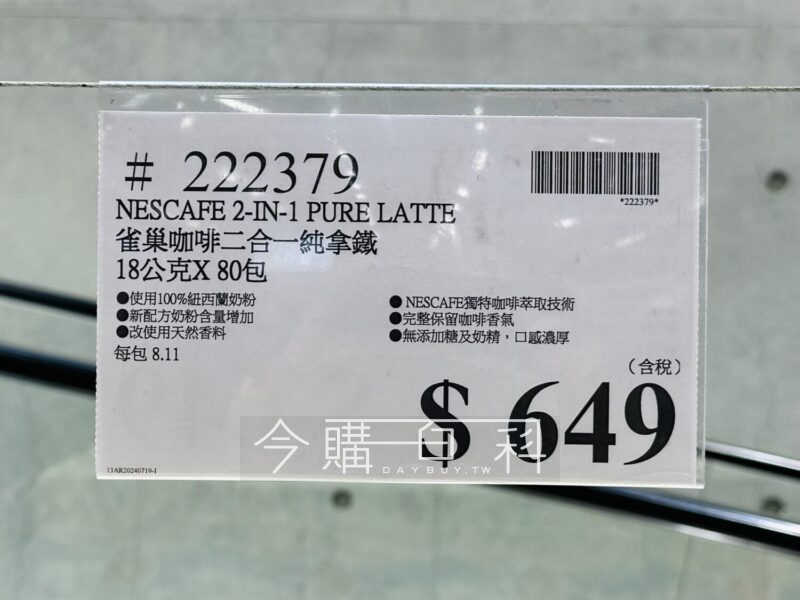 # 222379
*222379*
NESCAFE 2-IN-1 PURE LATTE
雀巢咖啡二合一純拿鐵
18公克X 80包
●使用100%紐西蘭奶粉
●新配方奶粉含量增加
●改使用天然香料
每包 8.11
●NESCAFE獨特咖啡萃取技術
●完整保留咖啡香氣
●無添加糖及奶精，口感濃厚
（含稅）
$ 649
今購百科
DAYBUY.TW
13AR20240719-I